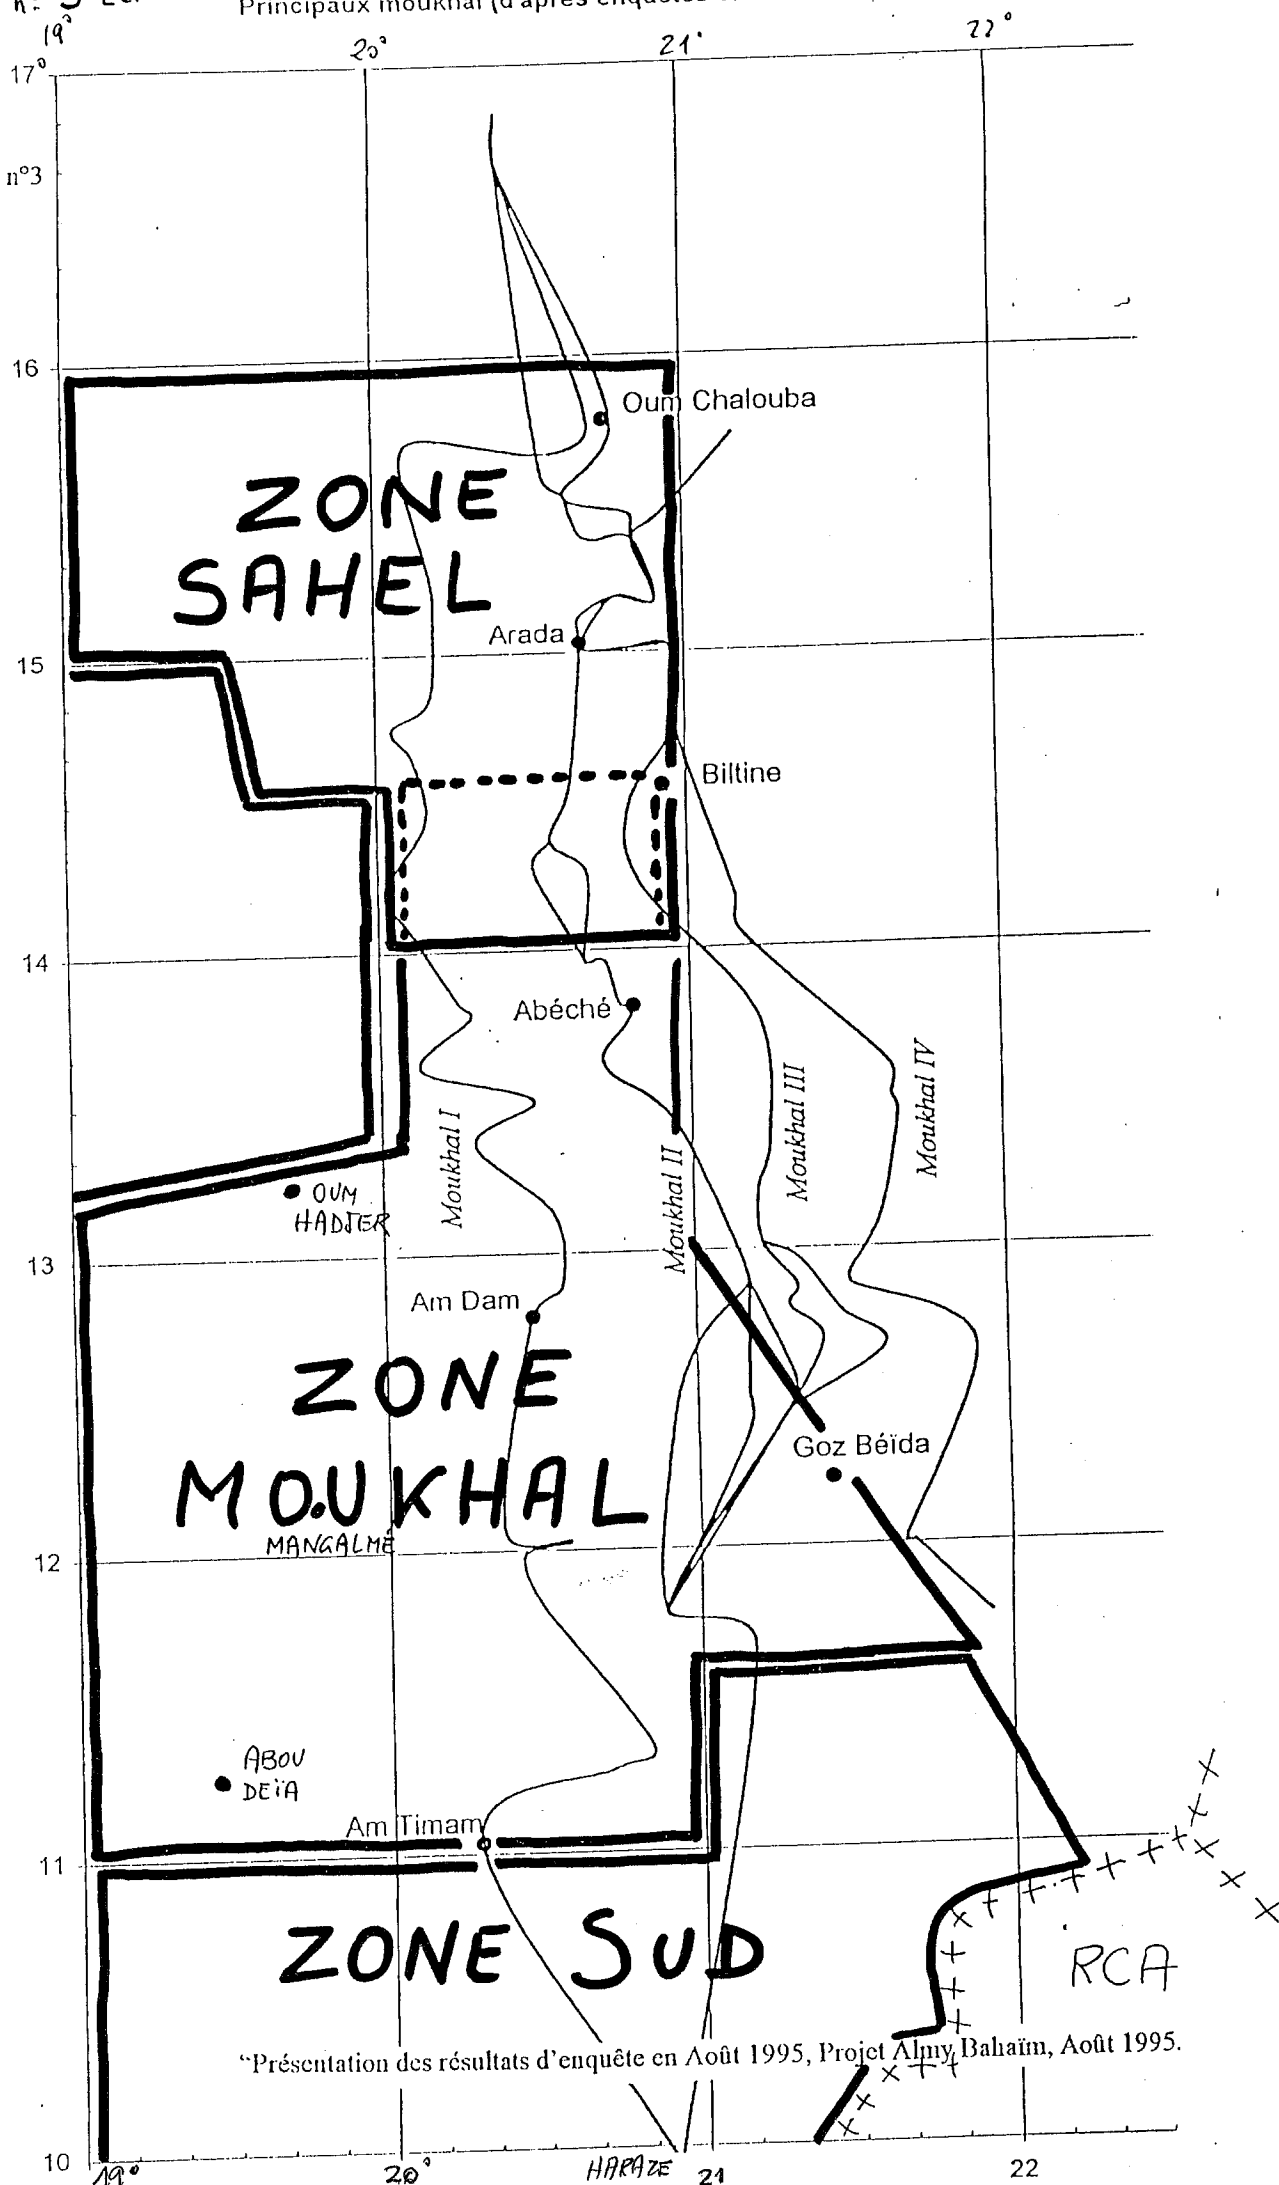 Principaux moukhal (d'après enquêtes
19° 20° 21° 22°
17°
n°3
16
Oum Chalouba
ZONE
SAHEL
Arada
15
Biltine
14
Abéché
Moukhal I
Moukhal II
Moukhal III
Moukhal IV
OUM
HADJER
13
Am Dam
ZONE
MOUKHAL
Goz Béïda
MANGALMÉ
12
ABOU
DEÏA
Am Timam
11
ZONE SUD
RCA
“Présentation des résultats d'enquête en Août 1995, Projet Almy Bahaïm, Août 1995.
10
19° 20° HARAZE 21 22